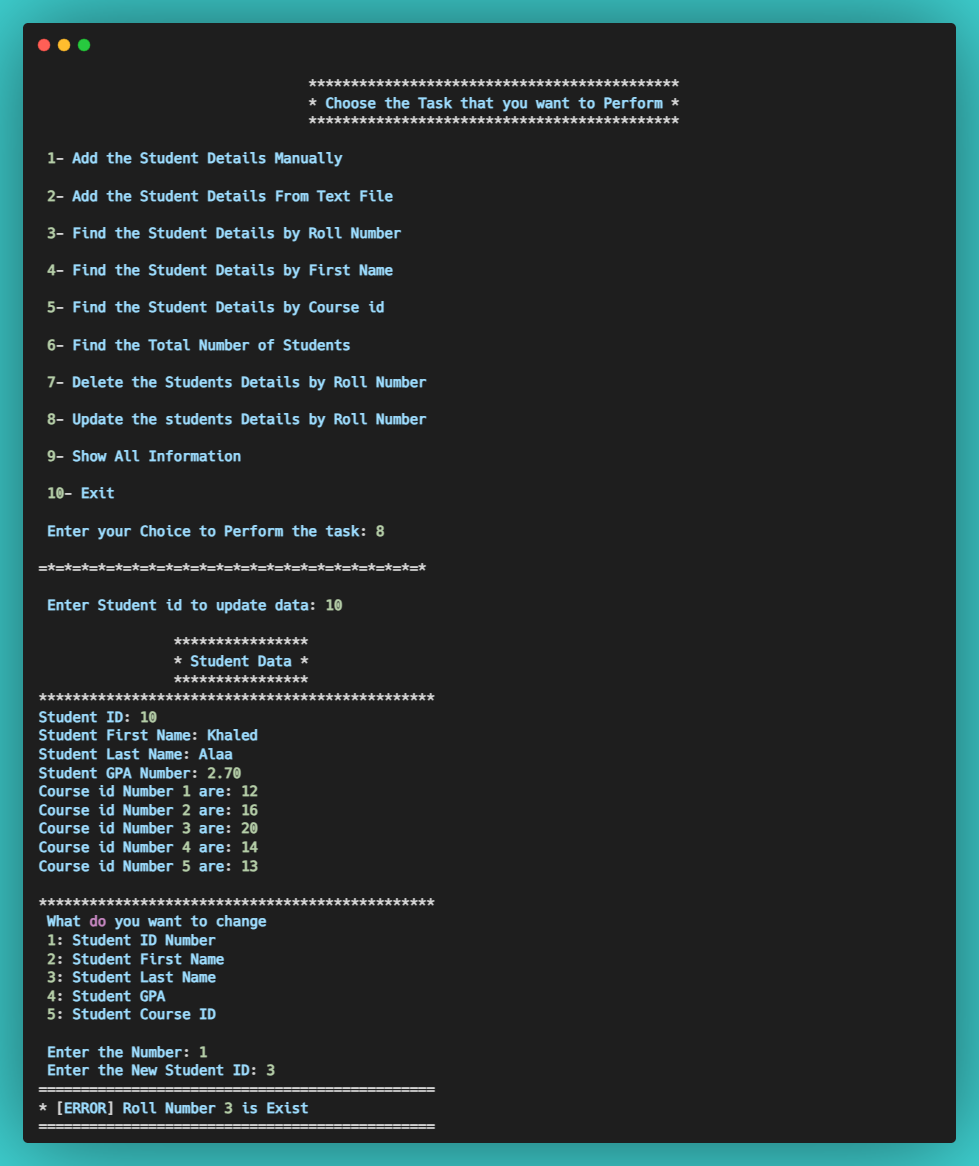 ********************************************
* Choose the Task that you want to Perform *
********************************************
1- Add the Student Details Manually
2- Add the Student Details From Text File
3- Find the Student Details by Roll Number
4- Find the Student Details by First Name
5- Find the Student Details by Course id
6- Find the Total Number of Students
7- Delete the Students Details by Roll Number
8- Update the students Details by Roll Number
9- Show All Information
10- Exit
Enter your Choice to Perform the task: 8
=*=*=*=*=*=*=*=*=*=*=*=*=*=*=*=*=*=*=*=*=*=*=*
Enter Student id to update data: 10
****************
* Student Data *
****************
***********************************************
Student ID: 10
Student First Name: Khaled
Student Last Name: Alaa
Student GPA Number: 2.70
Course id Number 1 are: 12
Course id Number 2 are: 16
Course id Number 3 are: 20
Course id Number 4 are: 14
Course id Number 5 are: 13
***********************************************
What do you want to change
1: Student ID Number
2: Student First Name
3: Student Last Name
4: Student GPA
5: Student Course ID
Enter the Number: 1
Enter the New Student ID: 3
===============================================
* [ERROR] Roll Number 3 is Exist
===============================================